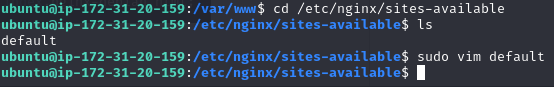 ubuntu@ip-172-31-20-159:/var/www$ cd /etc/nginx/sites-available
ubuntu@ip-172-31-20-159:/etc/nginx/sites-available$ ls
default
ubuntu@ip-172-31-20-159:/etc/nginx/sites-available$ sudo vim default
ubuntu@ip-172-31-20-159:/etc/nginx/sites-available$